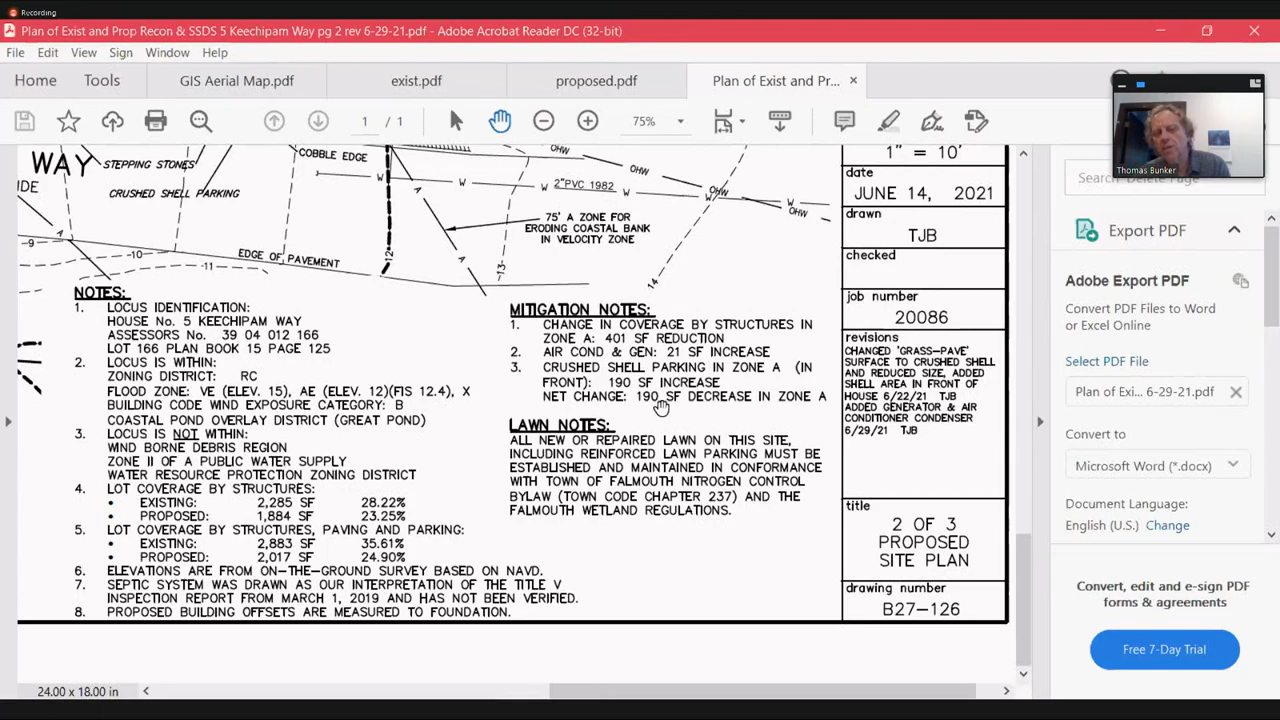 Recording
Plan of Exist and Prop Recon & SSDS 5 Keechipam Way pg 2 rev 6-29-21.pdf - Adobe Acrobat Reader DC (32-bit)
File Edit View Window Sign Help
Home Tools GIS Aerial Map.pdf exist.pdf proposed.pdf Plan of Exist and Pr...
1 / 1 75%
Thomas Bunker
WAY
IDE
STEPPING STONES
CRUSHED SHELL PARKING
COBBLE EDGE
OHW
OHW
OHW
OHW
W
W
W
2"PVC 1982
W
W
W
A
A
A
A
75' A ZONE FOR
ERODING COASTAL BANK
IN VELOCITY ZONE
EDGE OF PAVEMENT
-9
-10
-11
12
-13
14
NOTES:
1. LOCUS IDENTIFICATION:
HOUSE No. 5 KEECHIPAM WAY
ASSESSORS No. 39 04 012 166
LOT 166 PLAN BOOK 15 PAGE 125
2. LOCUS IS WITHIN:
ZONING DISTRICT: RC
FLOOD ZONE: VE (ELEV. 15), AE (ELEV. 12)(FIS 12.4), X
BUILDING CODE WIND EXPOSURE CATEGORY: B
COASTAL POND OVERLAY DISTRICT (GREAT POND)
3. LOCUS IS NOT WITHIN:
WIND BORNE DEBRIS REGION
ZONE II OF A PUBLIC WATER SUPPLY
WATER RESOURCE PROTECTION ZONING DISTRICT
4. LOT COVERAGE BY STRUCTURES:
• EXISTING: 2,285 SF 28.22%
• PROPOSED: 1,884 SF 23.25%
5. LOT COVERAGE BY STRUCTURES, PAVING AND PARKING:
• EXISTING: 2,883 SF 35.61%
• PROPOSED: 2,017 SF 24.90%
6. ELEVATIONS ARE FROM ON-THE-GROUND SURVEY BASED ON NAVD.
7. SEPTIC SYSTEM WAS DRAWN AS OUR INTERPRETATION OF THE TITLE V
INSPECTION REPORT FROM MARCH 1, 2019 AND HAS NOT BEEN VERIFIED.
8. PROPOSED BUILDING OFFSETS ARE MEASURED TO FOUNDATION.
MITIGATION NOTES:
1. CHANGE IN COVERAGE BY STRUCTURES IN
ZONE A: 401 SF REDUCTION
2. AIR COND & GEN: 21 SF INCREASE
3. CRUSHED SHELL PARKING IN ZONE A (IN
FRONT): 190 SF INCREASE
NET CHANGE: 190 SF DECREASE IN ZONE A
LAWN NOTES:
ALL NEW OR REPAIRED LAWN ON THIS SITE,
INCLUDING REINFORCED LAWN PARKING MUST BE
ESTABLISHED AND MAINTAINED IN CONFORMANCE
WITH TOWN OF FALMOUTH NITROGEN CONTROL
BYLAW (TOWN CODE CHAPTER 237) AND THE
FALMOUTH WETLAND REGULATIONS.
1" = 10'
date
JUNE 14, 2021
drawn
TJB
checked
job number
20086
revisions
CHANGED 'GRASS-PAVE'
SURFACE TO CRUSHED SHELL
AND REDUCED SIZE, ADDED
SHELL AREA IN FRONT OF
HOUSE 6/22/21 TJB
ADDED GENERATOR & AIR
CONDITIONER CONDENSER
6/29/21 TJB
title
2 OF 3
PROPOSED
SITE PLAN
drawing number
B27-126
Search 'Delete Page'
Export PDF
Adobe Export PDF
Convert PDF Files to Word
or Excel Online
Select PDF File
Plan of Exi... 6-29-21.pdf
Convert to
Microsoft Word (*.docx)
Document Language:
English (U.S.) Change
Convert, edit and e-sign PDF
forms & agreements
Free 7-Day Trial
24.00 x 18.00 in